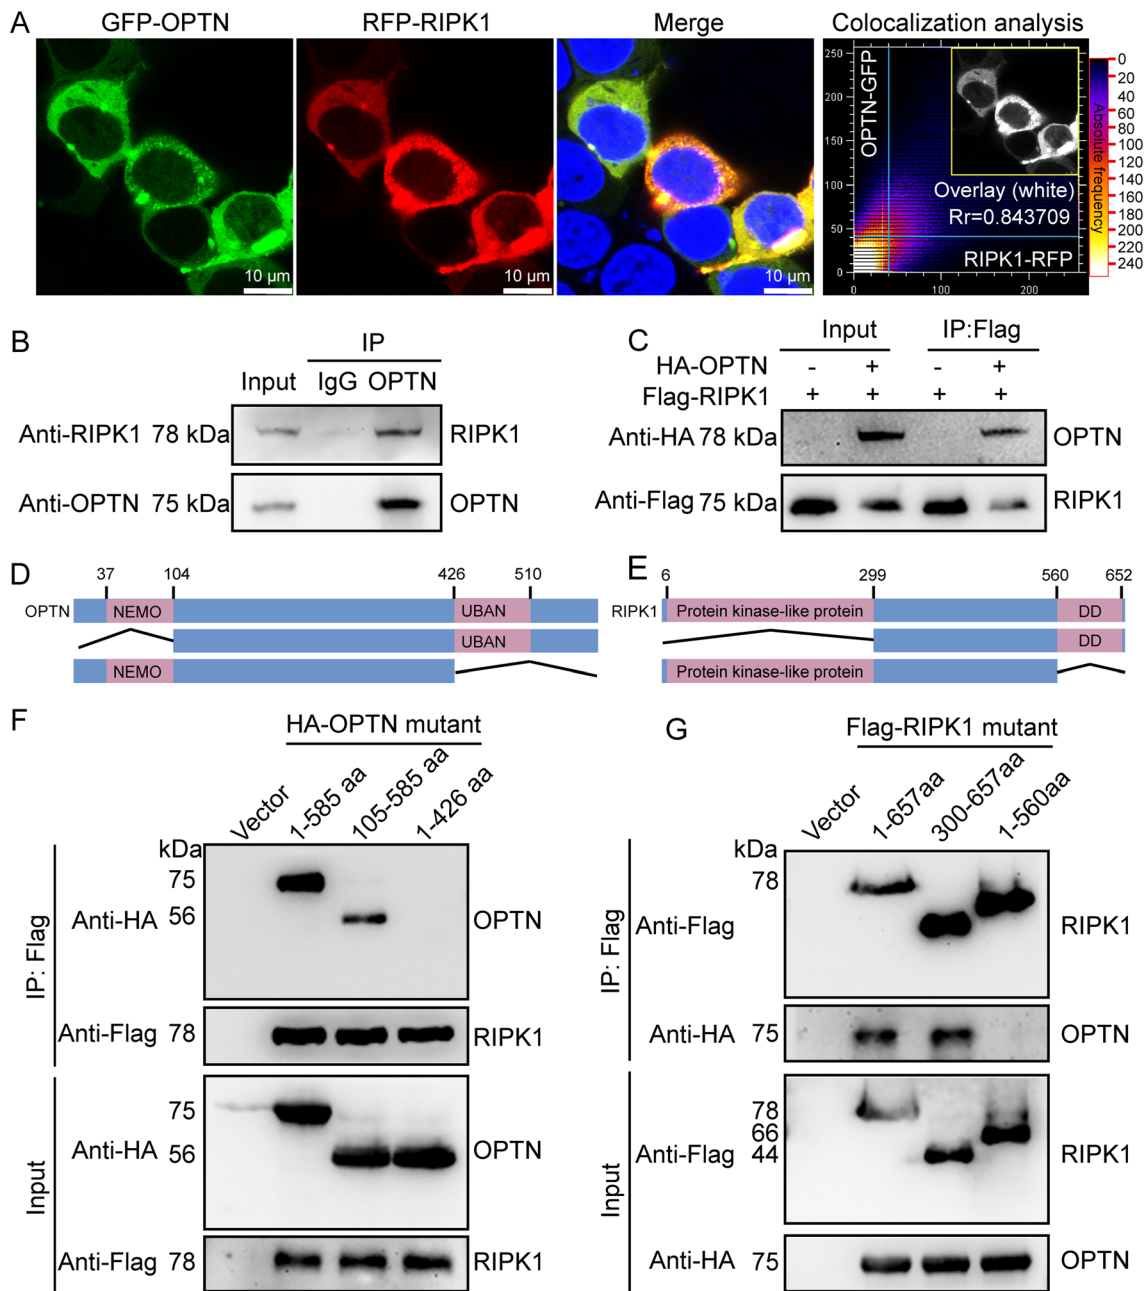 A
GFP-OPTN
RFP-RIPK1
Merge
Colocalization analysis
10 µm
10 µm
10 µm
250
200
150
100
50
0
0
100
200
OPTN-GFP
Overlay (white)
Rr=0.843709
RIPK1-RFP
0
20
40
60
80
100
120
140
160
180
200
220
240
Absolute frequency
B
IP
Input IgG OPTN
Anti-RIPK1 78 kDa RIPK1
Anti-OPTN 75 kDa OPTN
C
Input IP:Flag
HA-OPTN - + - +
Flag-RIPK1 + + + +
Anti-HA 78 kDa OPTN
Anti-Flag 75 kDa RIPK1
D
37 104 426 510
OPTN NEMO UBAN
UBAN
NEMO
E
6 299 560 652
RIPK1 Protein kinase-like protein DD
DD
Protein kinase-like protein
F
HA-OPTN mutant
Vector 1-585 aa 105-585 aa 1-426 aa
kDa
IP: Flag
75
Anti-HA 56 OPTN
Anti-Flag 78 RIPK1
Input
75
Anti-HA 56 OPTN
Anti-Flag 78 RIPK1
G
Flag-RIPK1 mutant
Vector 1-657aa 300-657aa 1-560aa
kDa
IP: Flag
78
Anti-Flag RIPK1
Anti-HA 75 OPTN
Input
78
66
Anti-Flag 44 RIPK1
Anti-HA 75 OPTN